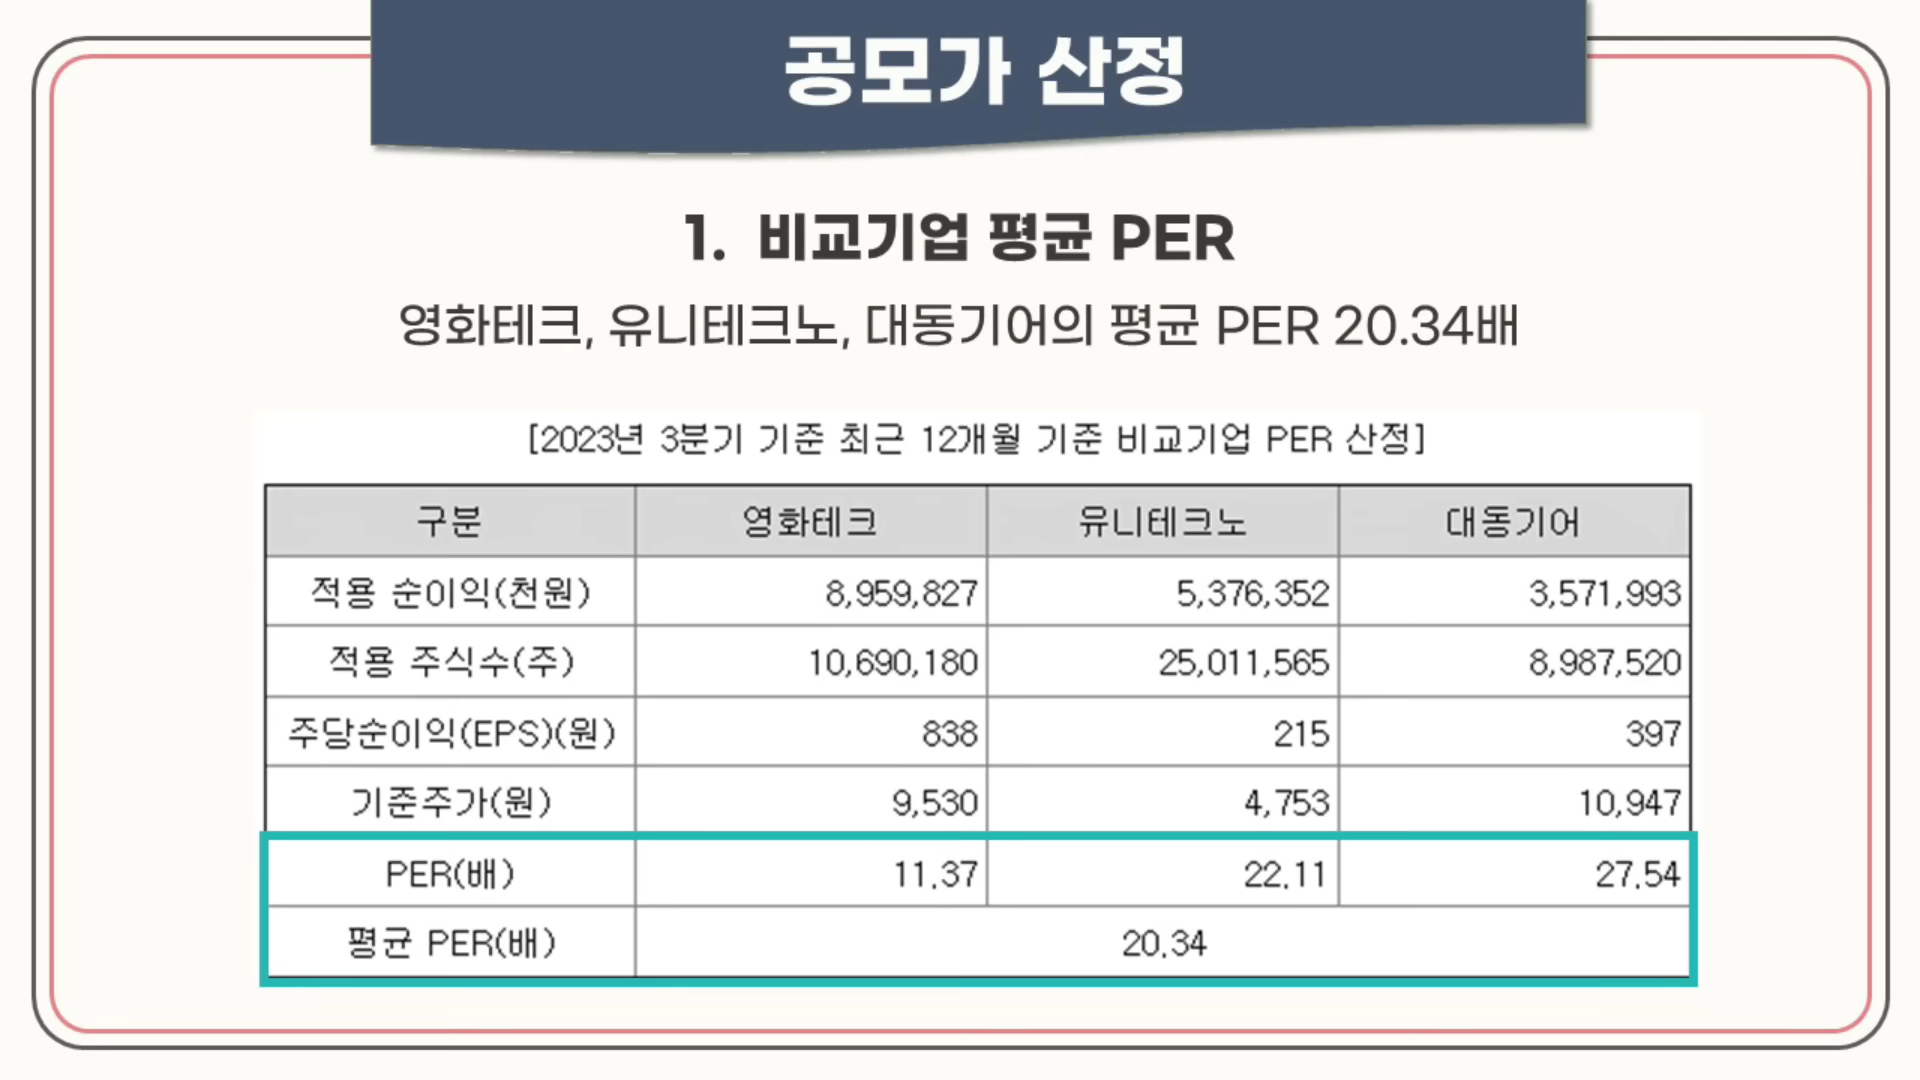 공모가 산정
1. 비교기업 평균 PER
영화테크, 유니테크노, 대동기어의 평균 PER 20.34배
[2023년 3분기 기준 최근 12개월 기준 비교기업 PER 산정]
구분 영화테크 유니테크노 대동기어
적용 순이익(천원) 8,959,827 5,376,352 3,571,993
적용 주식수(주) 10,690,180 25,011,565 8,987,520
주당순이익(EPS)(원) 838 215 397
기준주가(원) 9,530 4,753 10,947
PER(배) 11.37 22.11 27.54
평균 PER(배) 20.34